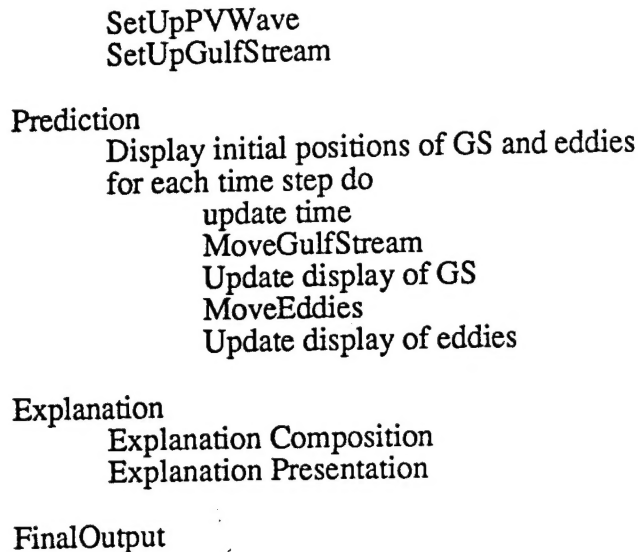 SetUpPVWave
SetUpGulfStream
Prediction
Display initial positions of GS and eddies
for each time step do
update time
MoveGulfStream
Update display of GS
MoveEddies
Update display of eddies
Explanation
Explanation Composition
Explanation Presentation
FinalOutput